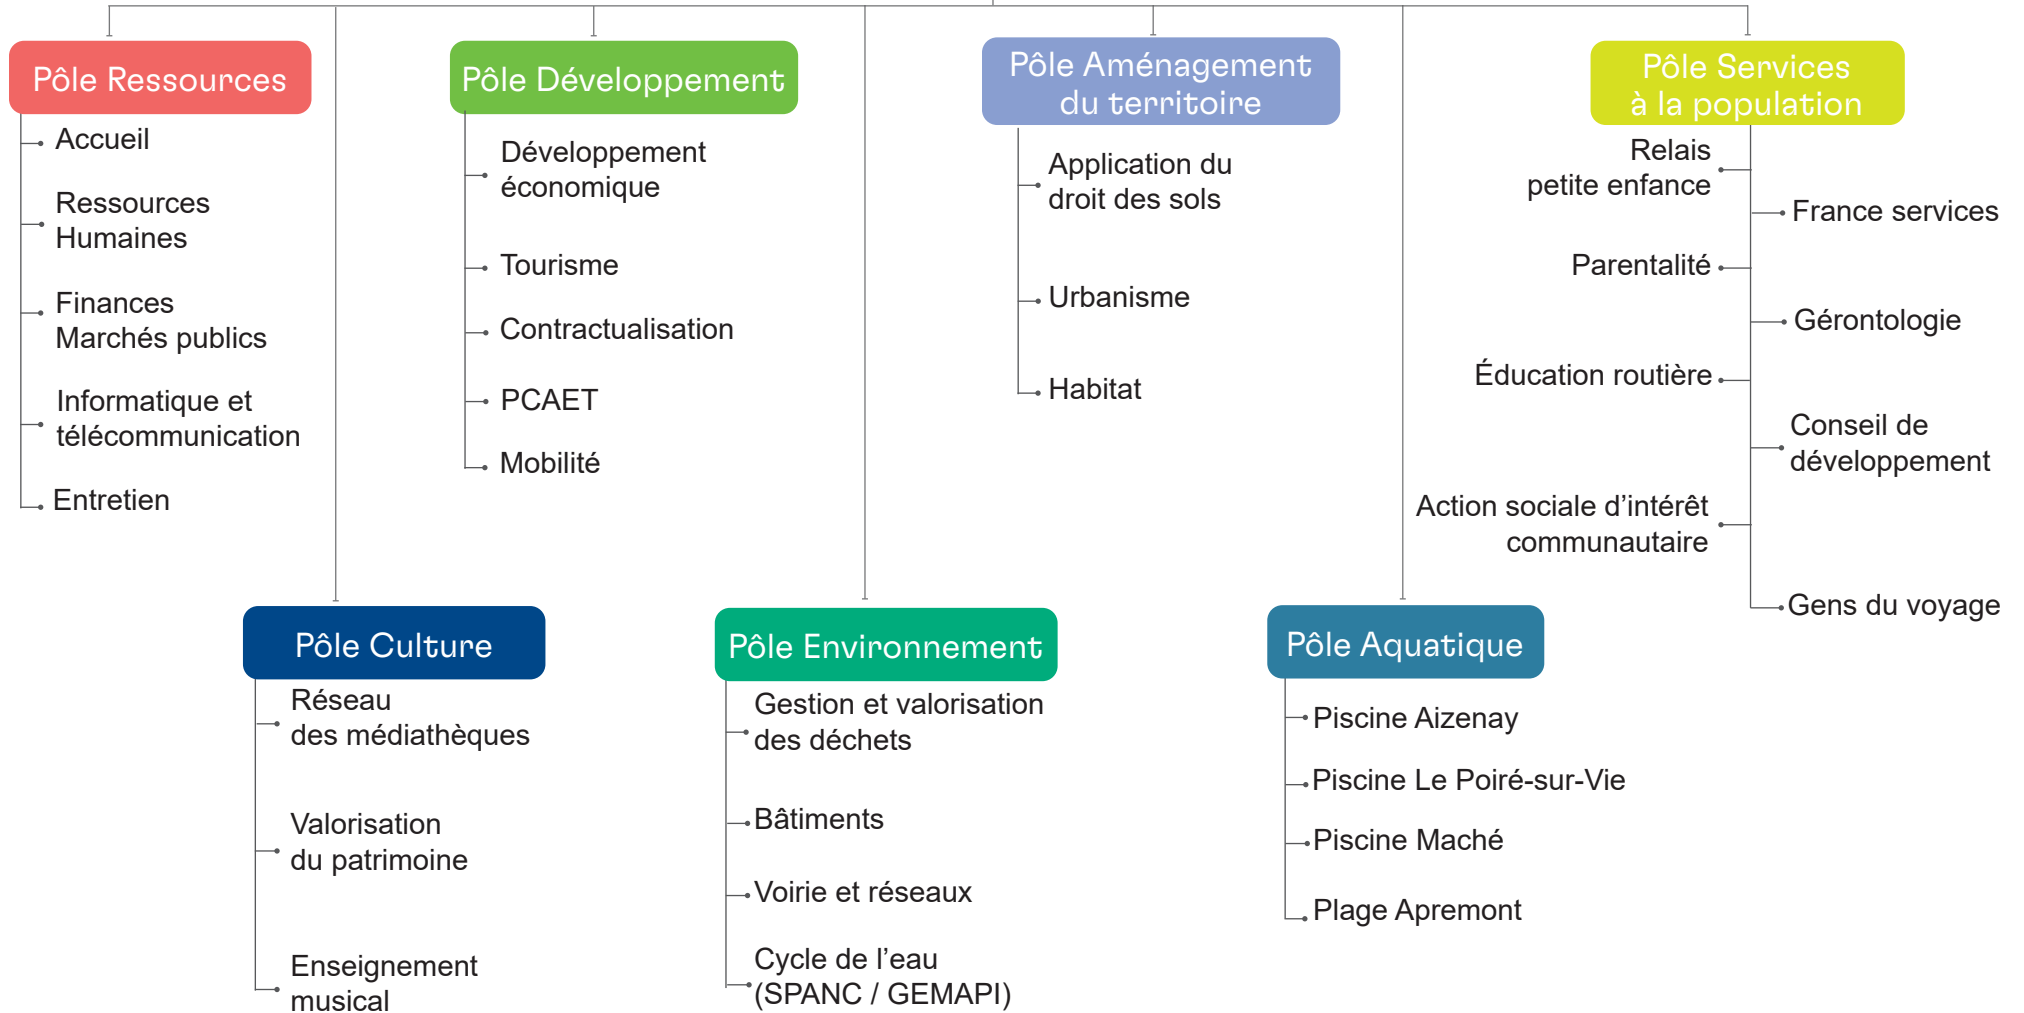 Pôle Ressources
Accueil
Ressources
Humaines
Finances
Marchés publics
Informatique et
télécommunication
Entretien
Pôle Développement
Développement
économique
Tourisme
Contractualisation
PCAET
Mobilité
Pôle Aménagement
du territoire
Application du
droit des sols
Urbanisme
Habitat
Pôle Services
à la population
Relais
petite enfance
France services
Parentalité
Gérontologie
Éducation routière
Conseil de
développement
Action sociale d’intérêt
communautaire
Gens du voyage
Pôle Culture
Réseau
des médiathèques
Valorisation
du patrimoine
Enseignement
musical
Pôle Environnement
Gestion et valorisation
des déchets
Bâtiments
Voirie et réseaux
Cycle de l’eau
(SPANC / GEMAPI)
Pôle Aquatique
Piscine Aizenay
Piscine Le Poiré-sur-Vie
Piscine Maché
Plage Apremont